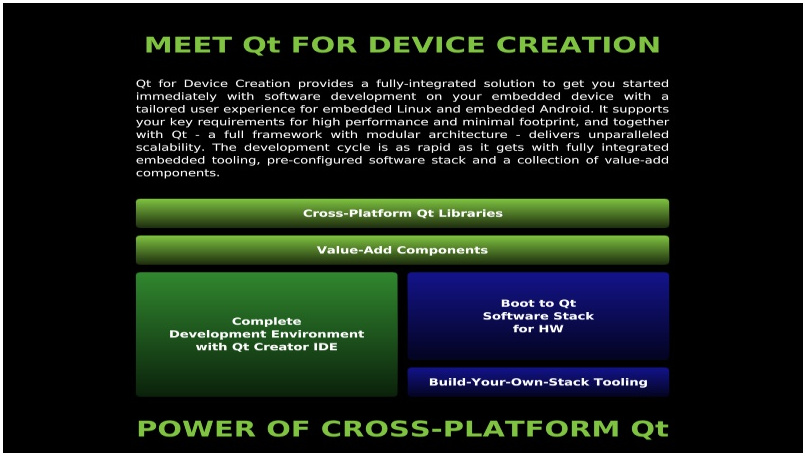 MEET Qt FOR DEVICE CREATION
Qt for Device Creation provides a fully-integrated solution to get you started
immediately with software development on your embedded device with a
tailored user experience for embedded Linux and embedded Android. It supports
your key requirements for high performance and minimal footprint, and together
with Qt - a full framework with modular architecture - delivers unparalleled
scalability. The development cycle is as rapid as it gets with fully integrated
embedded tooling, pre-configured software stack and a collection of value-add
components.
Cross-Platform Qt Libraries
Value-Add Components
Complete
Development Environment
with Qt Creator IDE
Boot to Qt
Software Stack
for HW
Build-Your-Own-Stack Tooling
POWER OF CROSS-PLATFORM Qt